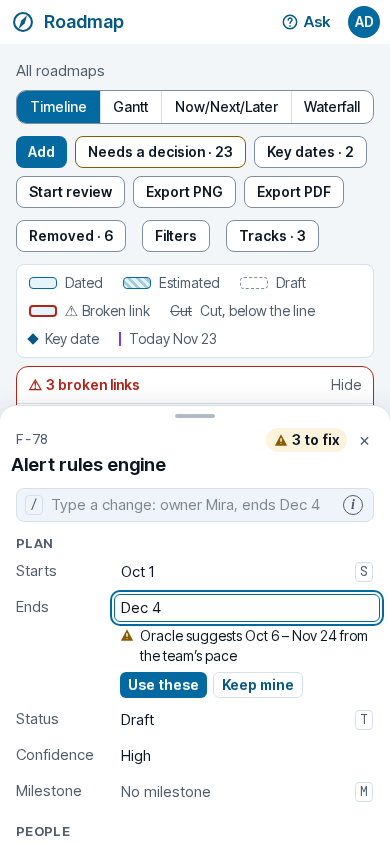 Roadmap
Ask
AD
All roadmaps
Timeline Gantt Now/Next/Later Waterfall
Add Needs a decision · 23 Key dates · 2
Start review Export PNG Export PDF
Removed · 6 Filters Tracks · 3
Dated Estimated Draft
⚠ Broken link Cut Cut, below the line
Key date Today Nov 23
⚠ 3 broken links Hide
F-78 3 to fix ×
Alert rules engine
/ Type a change: owner Mira, ends Dec 4 i
PLAN
Starts Oct 1 S
Ends Dec 4
Oracle suggests Oct 6 – Nov 24 from
the team's pace
Use these Keep mine
Status Draft T
Confidence High
Milestone No milestone M
PEOPLE